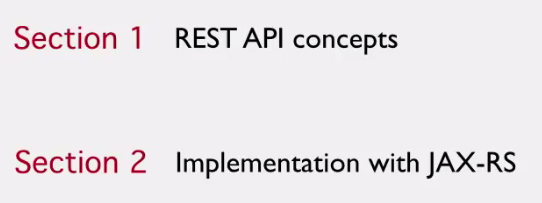 Section 1 REST API concepts
Section 2 Implementation with JAX-RS